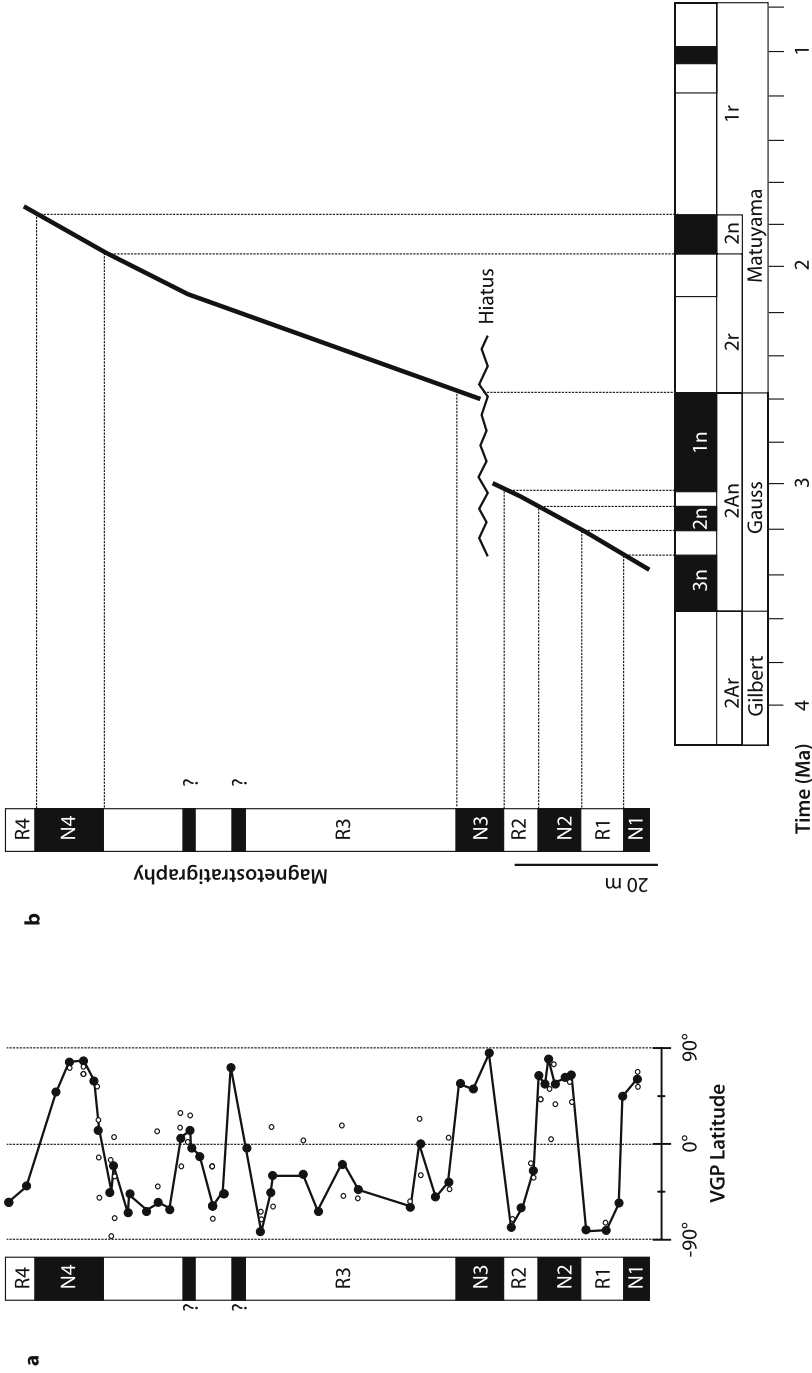 a
R4
N4
?
?
R3
N3
R2
N2
R1
N1
-90°
0°
90°
VGP Latitude
b
Magnetostratigraphy
R4
N4
?
?
R3
N3
R2
N2
R1
N1
20 m
Hiatus
3n
2n
1n
2Ar
2An
2r
2n
1r
Gilbert
Gauss
Matuyama
Time (Ma)
4
3
2
1